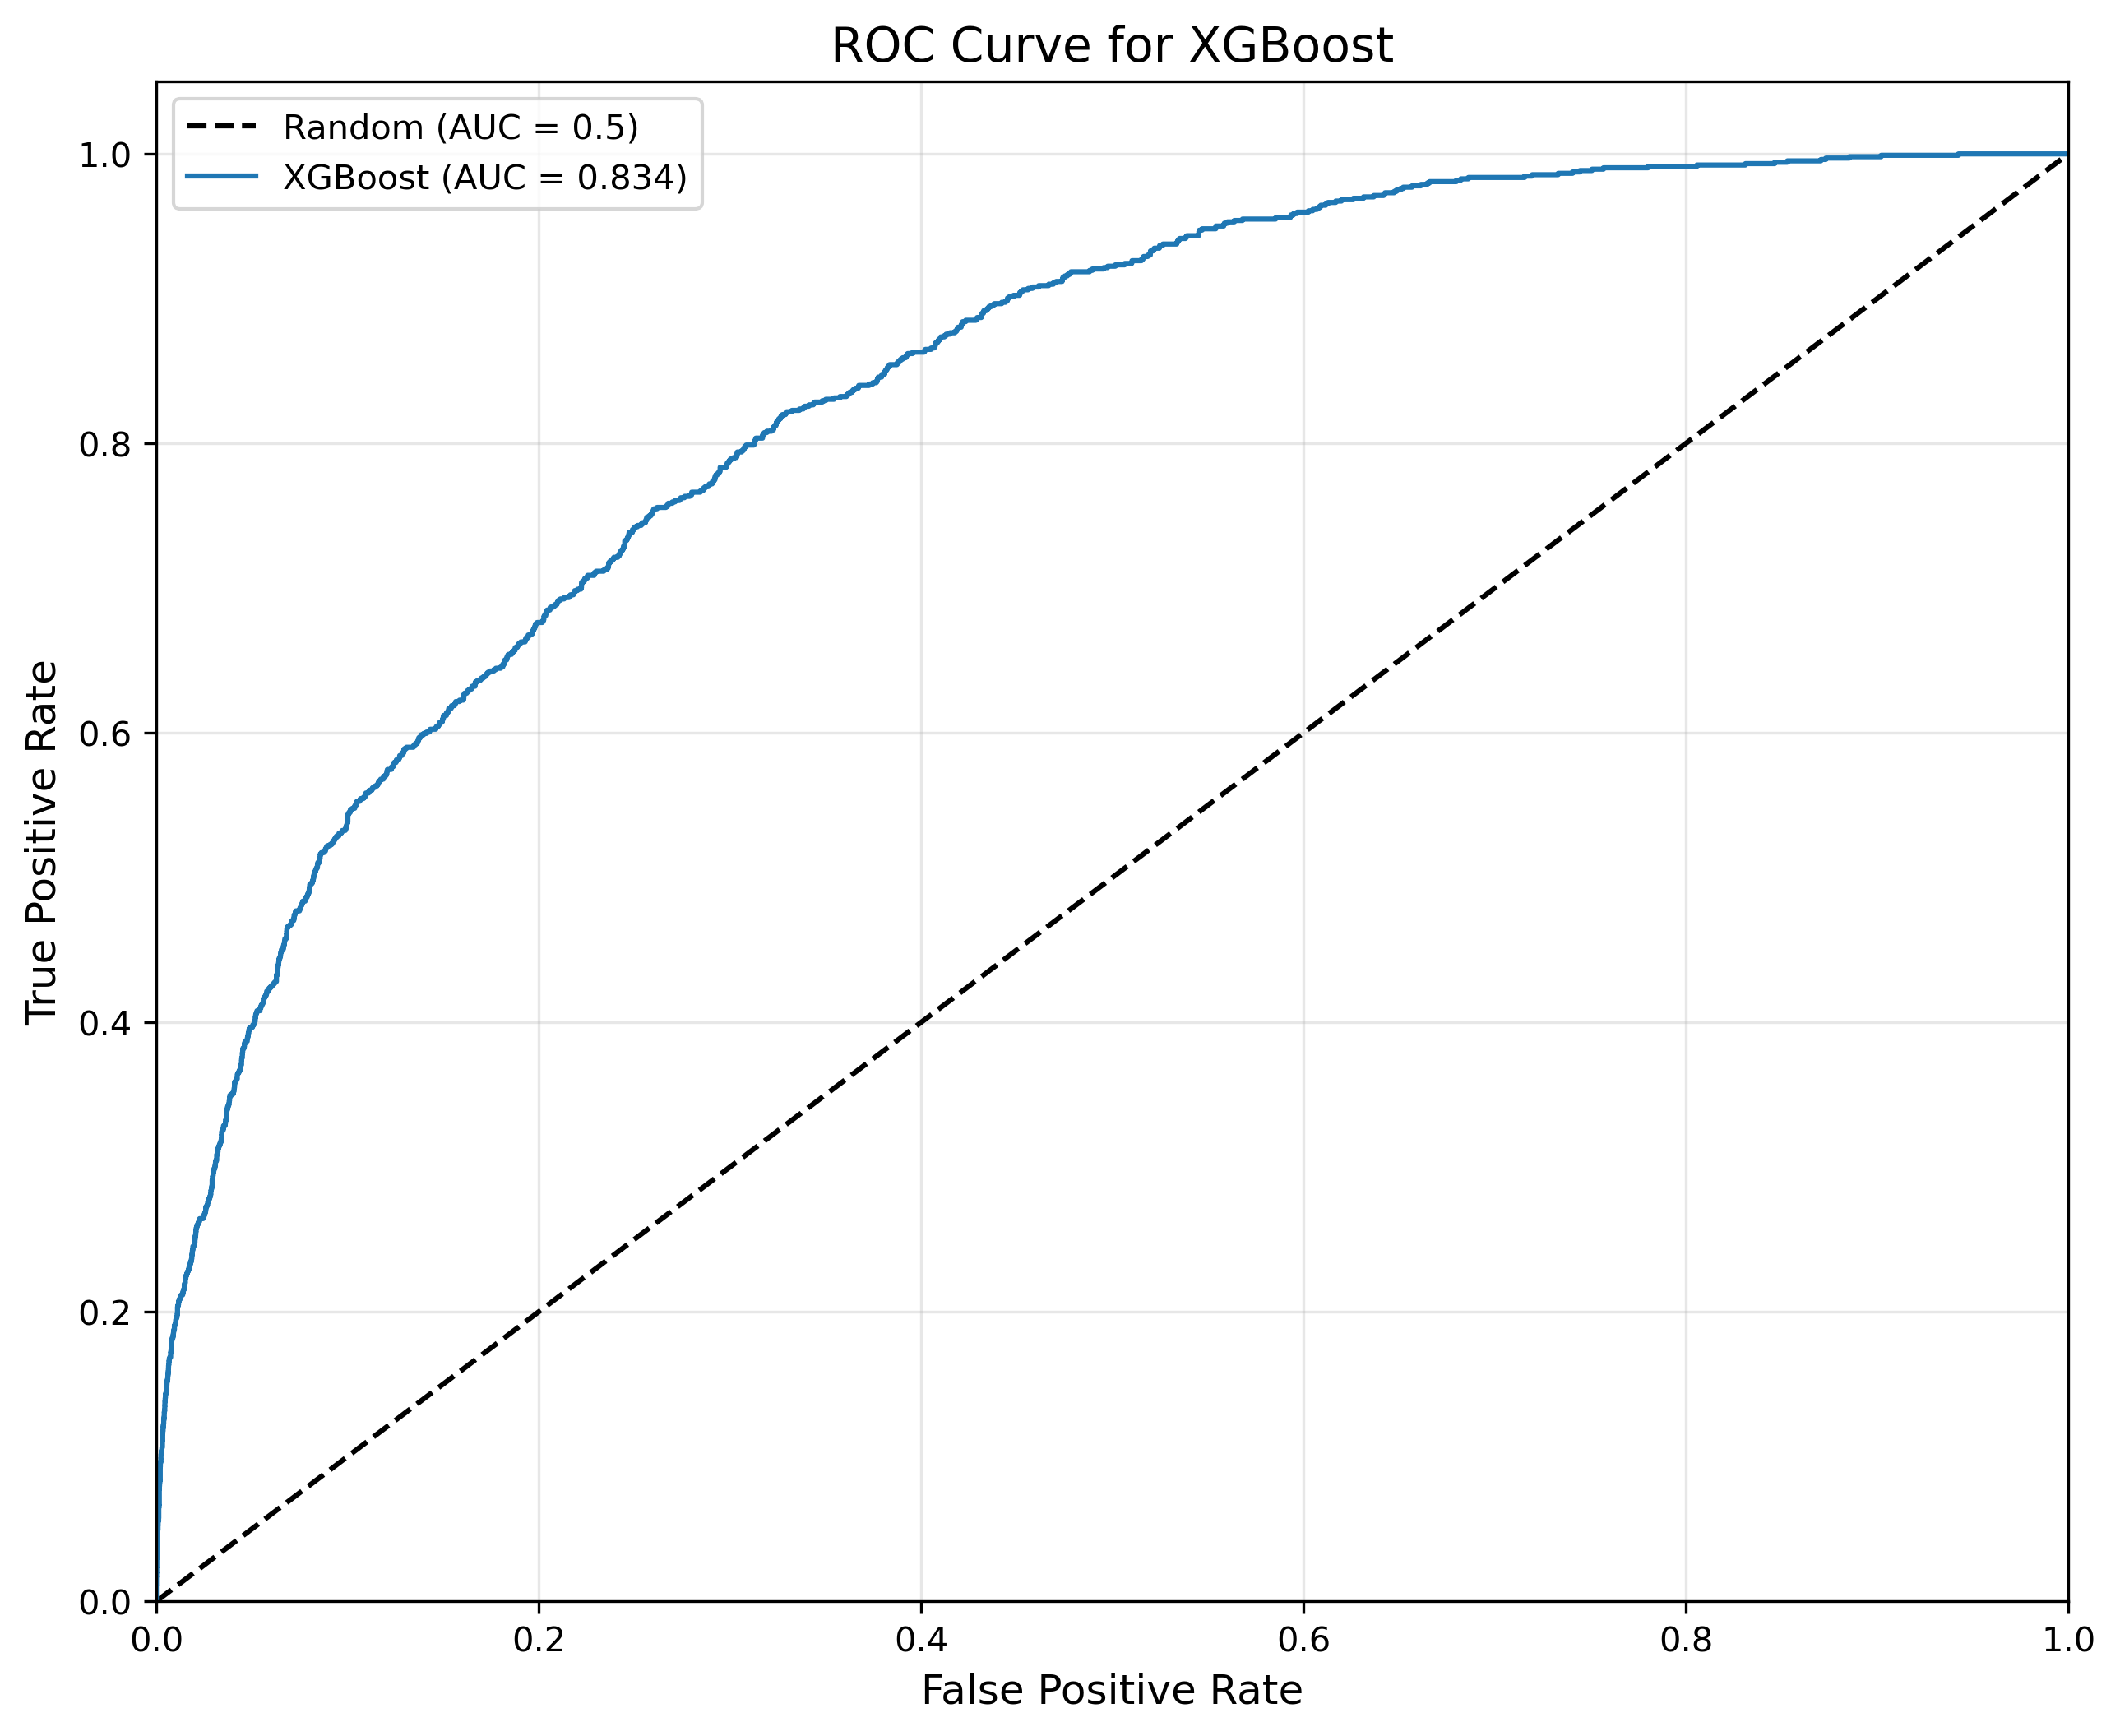 ROC Curve for XGBoost
Random (AUC = 0.5)
XGBoost (AUC = 0.834)
True Positive Rate
1.0
0.8
0.6
0.4
0.2
0.0
0.0 0.2 0.4 0.6 0.8 1.0
False Positive Rate